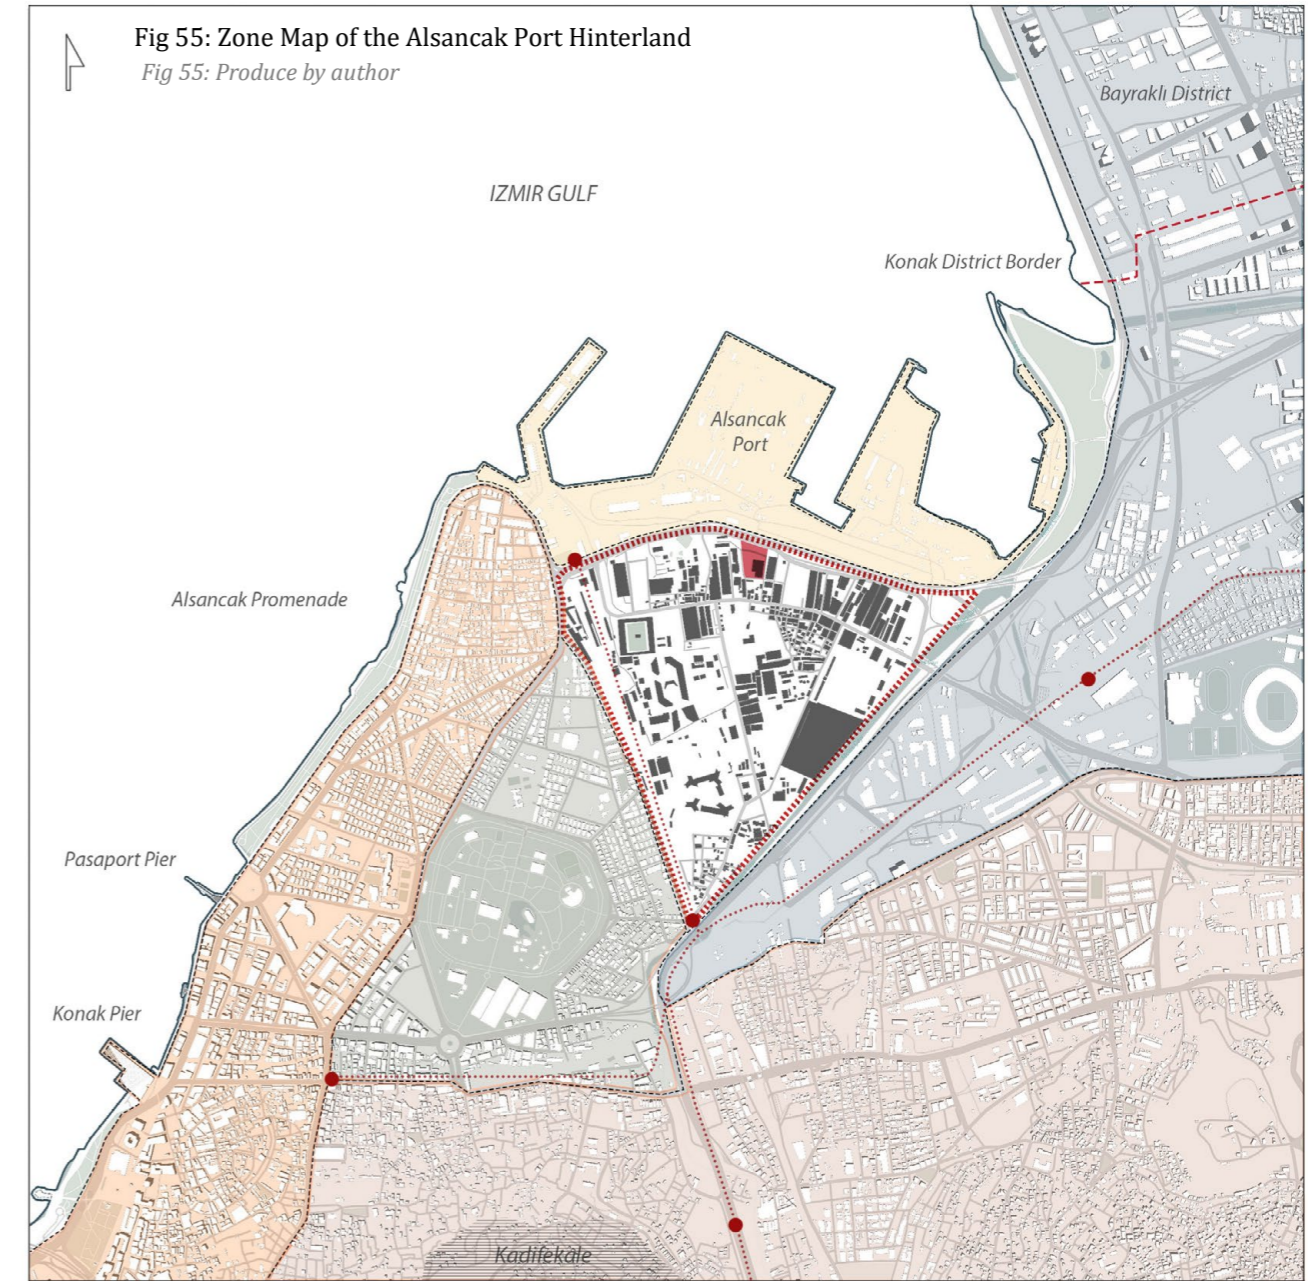 Fig 55: Zone Map of the Alsancak Port Hinterland
Fig 55: Produce by author
Bayraklı District
IZMIR GULF
Konak District Border
Alsancak
Port
Alsancak Promenade
Pasaport Pier
Konak Pier
Kadifekale